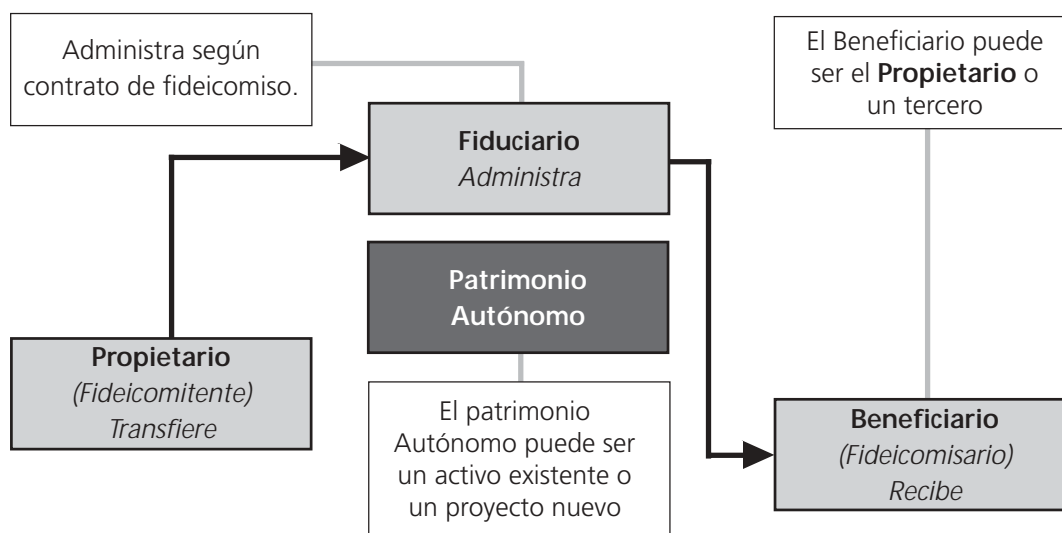 Administra según
contrato de fideicomiso.
El Beneficiario puede
ser el Propietario o
un tercero
Fiduciario
Administra
Patrimonio
Autónomo
Propietario
(Fideicomitente)
Transfiere
El patrimonio
Autónomo puede ser
un activo existente o
un proyecto nuevo
Beneficiario
(Fideicomisario)
Recibe